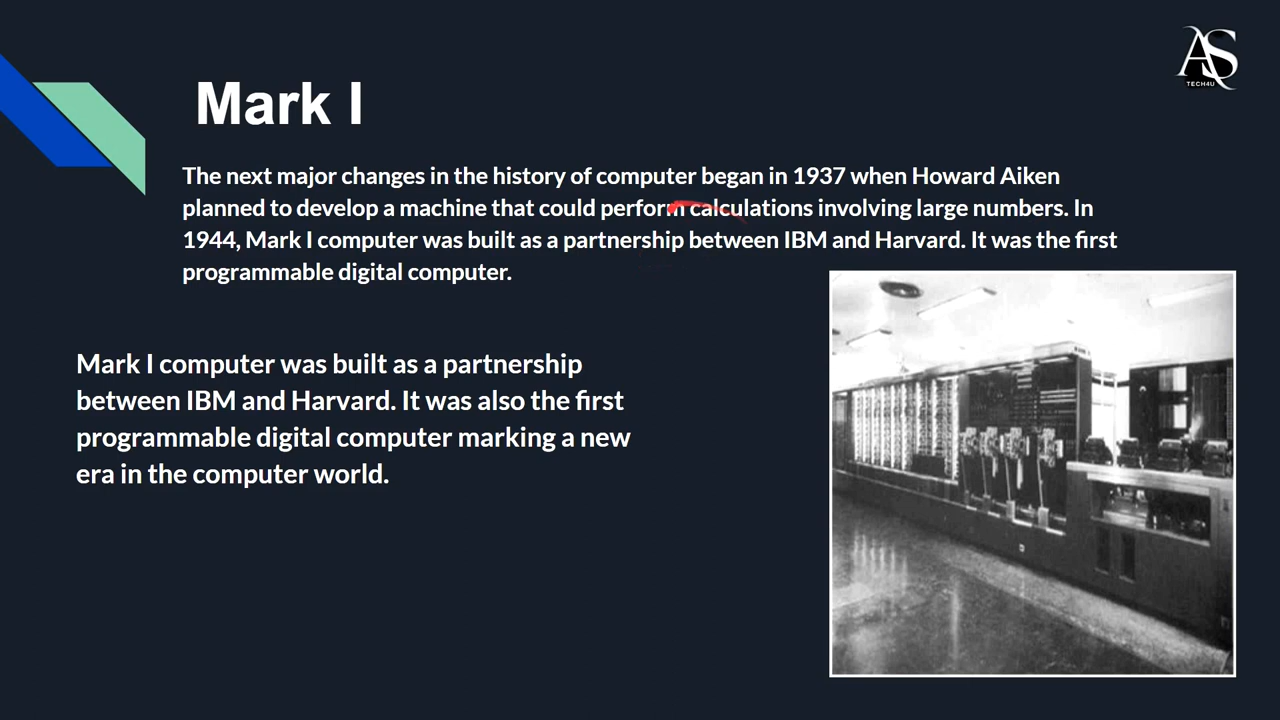 AS
TECH4U
Mark I
The next major changes in the history of computer began in 1937 when Howard Aiken
planned to develop a machine that could perform calculations involving large numbers. In
1944, Mark I computer was built as a partnership between IBM and Harvard. It was the first
programmable digital computer.
Mark I computer was built as a partnership
between IBM and Harvard. It was also the first
programmable digital computer marking a new
era in the computer world.